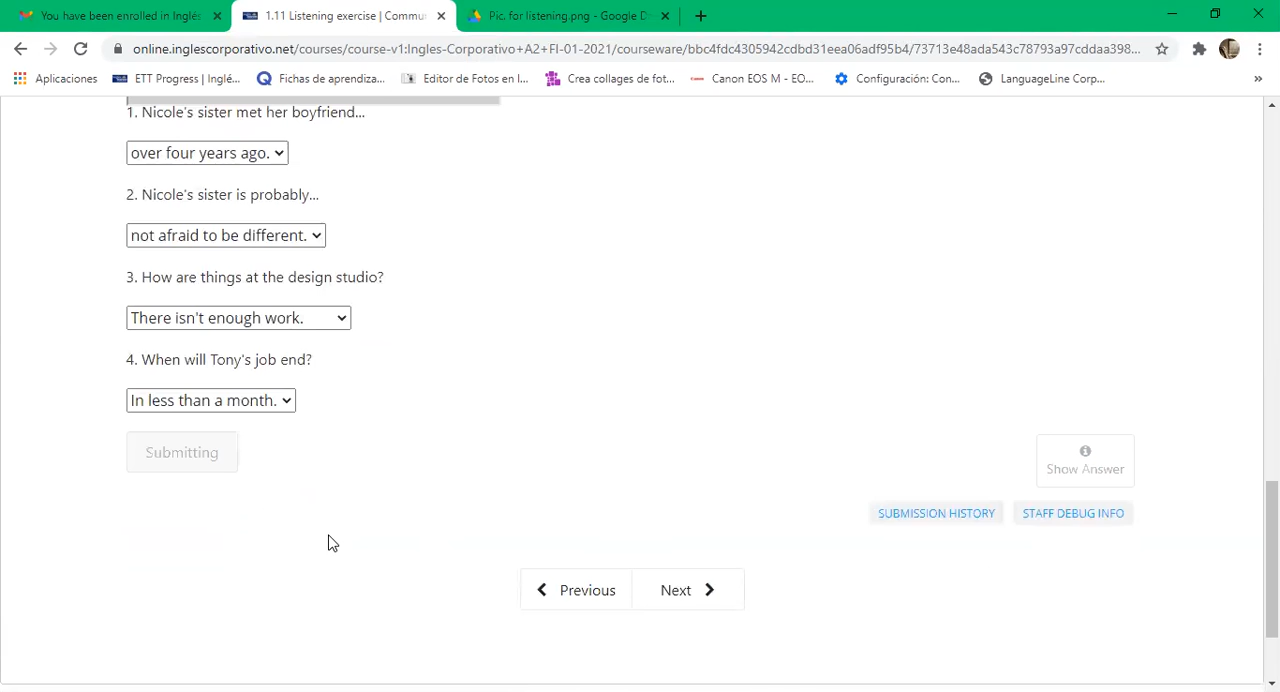 You have been enrolled in Inglés
1.11 Listening exercise | Commu
Pic. for listening.png - Google D
online.inglescorporativo.net/courses/course-v1:Ingles-Corporativo+A2+FI-01-2021/courseware/bbc4fdc4305942cdbd31eea06adf95b4/73713e48ada543c78793a97cddaa398...
Aplicaciones
ETT Progress | Inglé...
Fichas de aprendiza...
Editor de Fotos en l...
Crea collages de fot...
Canon EOS M - EO...
Configuración: Con...
LanguageLine Corp...
»
1. Nicole's sister met her boyfriend...
over four years ago.
2. Nicole's sister is probably...
not afraid to be different.
3. How are things at the design studio?
There isn't enough work.
4. When will Tony's job end?
In less than a month.
Submitting
Show Answer
SUBMISSION HISTORY
STAFF DEBUG INFO
Previous
Next